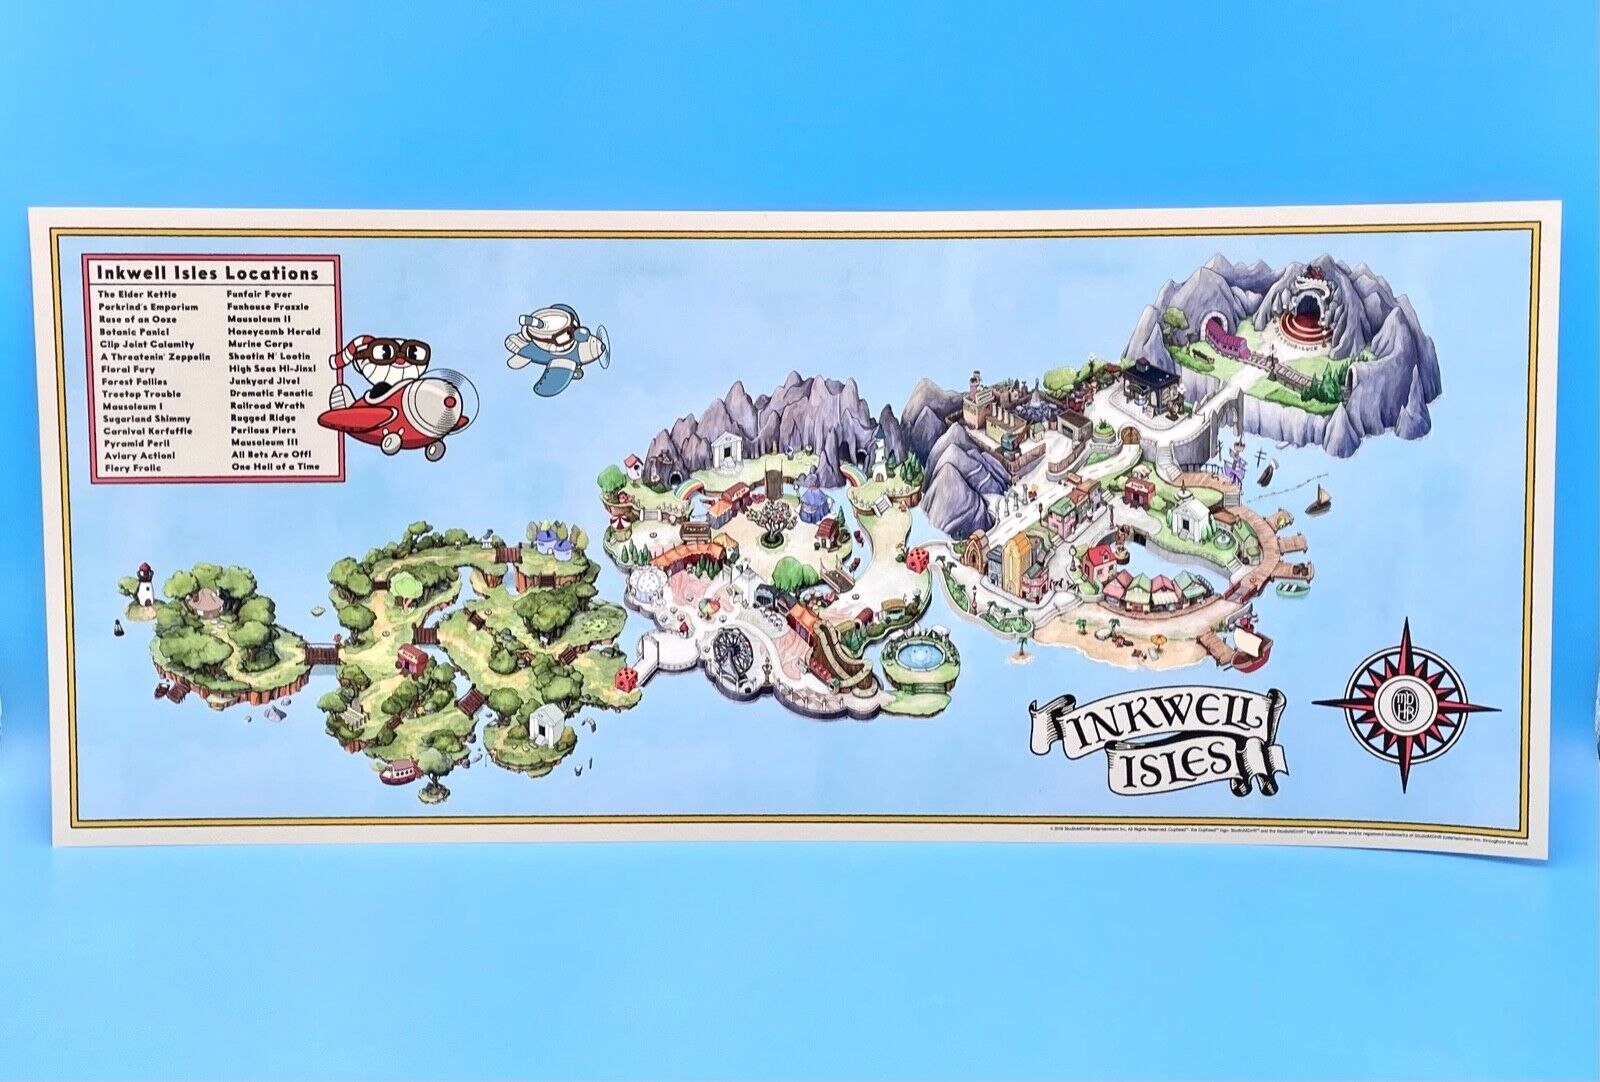 Inkwell Isles Locations
The Elder Kettle
Porkrind's Emporium
Ruse of an Ooze
Botanic Panic!
Clip Joint Calamity
A Threatenin' Zeppelin
Floral Fury
Forest Follies
Treetop Trouble
Mausoleum I
Sugarland Shimmy
Carnival Kerfuffle
Pyramid Peril
Aviary Action!
Fiery Frolic
Funfair Fever
Funhouse Frazzle
Mausoleum II
Honeycomb Herald
Murine Corps
Shootin N' Lootin
High Seas Hi-Jinx!
Junkyard Jive!
Dramatic Fanatic
Railroad Wrath
Rugged Ridge
Perilous Piers
Mausoleum III
All Bets Are Off!
One Hell of a Time
INKWELL
ISLES
MD
HR